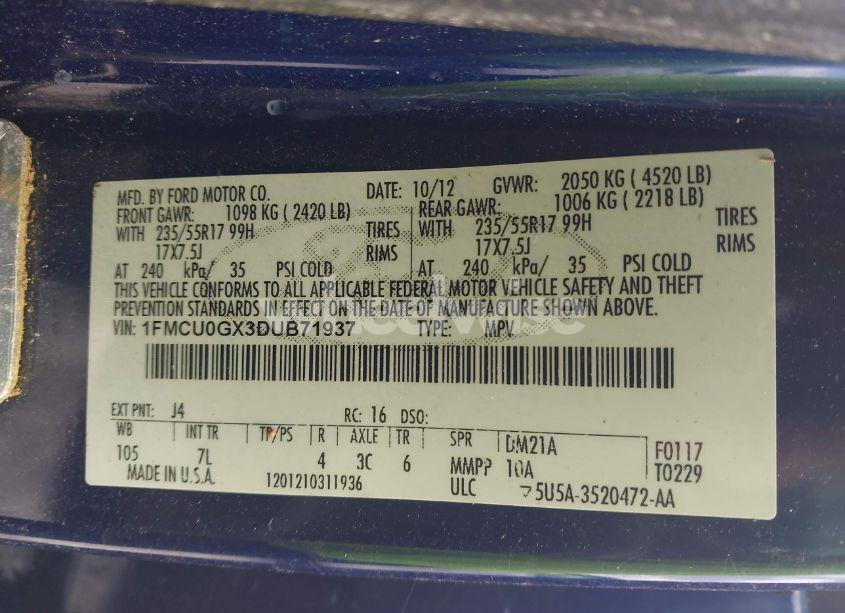 MFD. BY FORD MOTOR CO. DATE: 10/12 GVWR: 2050 KG ( 4520 LB)
FRONT GAWR: 1098 KG ( 2420 LB) REAR GAWR: 1006 KG ( 2218 LB)
WITH 235/55R17 99H TIRES WITH 235/55R17 99H TIRES
17X7.5J RIMS 17X7.5J RIMS
AT 240 kPa/ 35 PSI COLD AT 240 kPa/ 35 PSI COLD
THIS VEHICLE CONFORMS TO ALL APPLICABLE FEDERAL MOTOR VEHICLE SAFETY AND THEFT
PREVENTION STANDARDS IN EFFECT ON THE DATE OF MANUFACTURE SHOWN ABOVE.
VIN: 1FMCU0GX3DUB71937 TYPE: MPV
EXT PNT: J4 RC: 16 DSO:
WB INT TR TP/PS R AXLE TR SPR DM21A F0117
105 7L 4 3C 6 MMPP 10A T0229
MADE IN U.S.A. 1201210311936 ULC 5U5A-3520472-AA